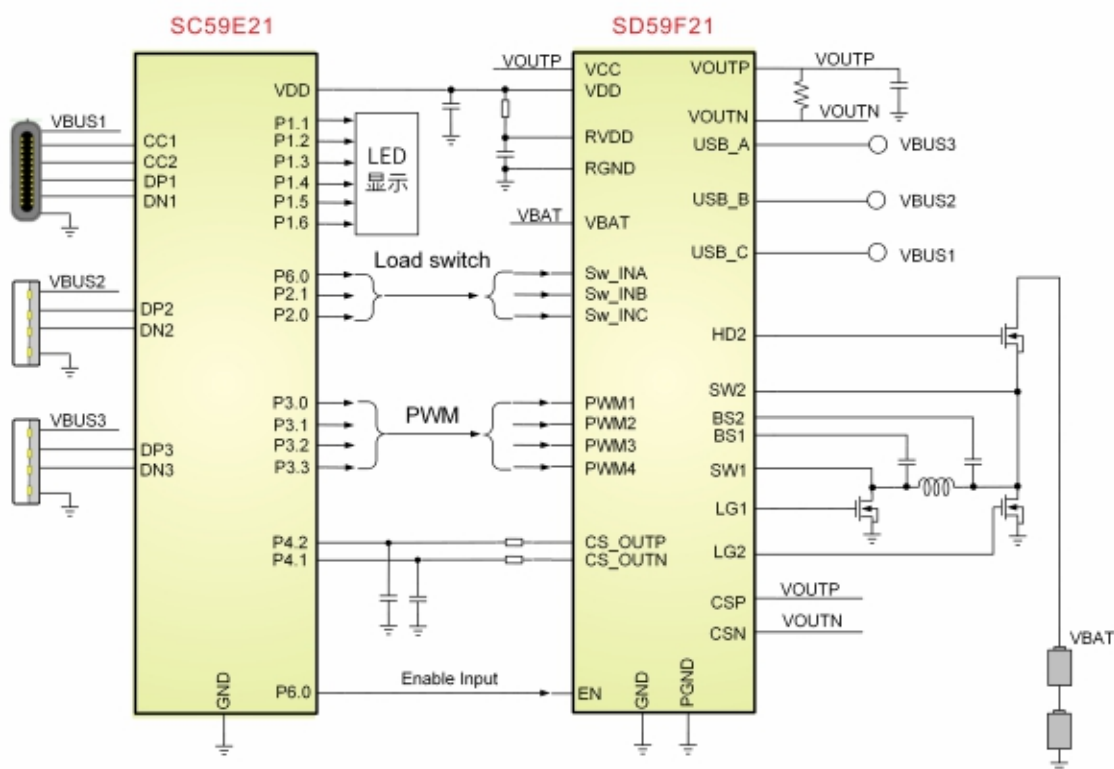 SC59E21
SD59F21
VBUS1
CC1
CC2
DP1
DN1
VBUS2
DP2
DN2
VBUS3
DP3
DN3
VDD
P1.1
P1.2
P1.3
P1.4
P1.5
P1.6
LED
显示
P6.0
P2.1
P2.0
Load switch
P3.0
P3.1
P3.2
P3.3
PWM
P4.2
P4.1
P6.0
GND
Enable Input
VOUTP
VCC
VDD
RVDD
RGND
VBAT
VBAT
Sw_INA
Sw_INB
Sw_INC
PWM1
PWM2
PWM3
PWM4
CS_OUTP
CS_OUTN
EN
GND
PGND
VOUTP
VOUTP
VOUTN
VOUTN
USB_A
VBUS3
USB_B
VBUS2
USB_C
VBUS1
HD2
SW2
BS2
BS1
SW1
LG1
LG2
CSP
VOUTP
CSN
VOUTN
VBAT